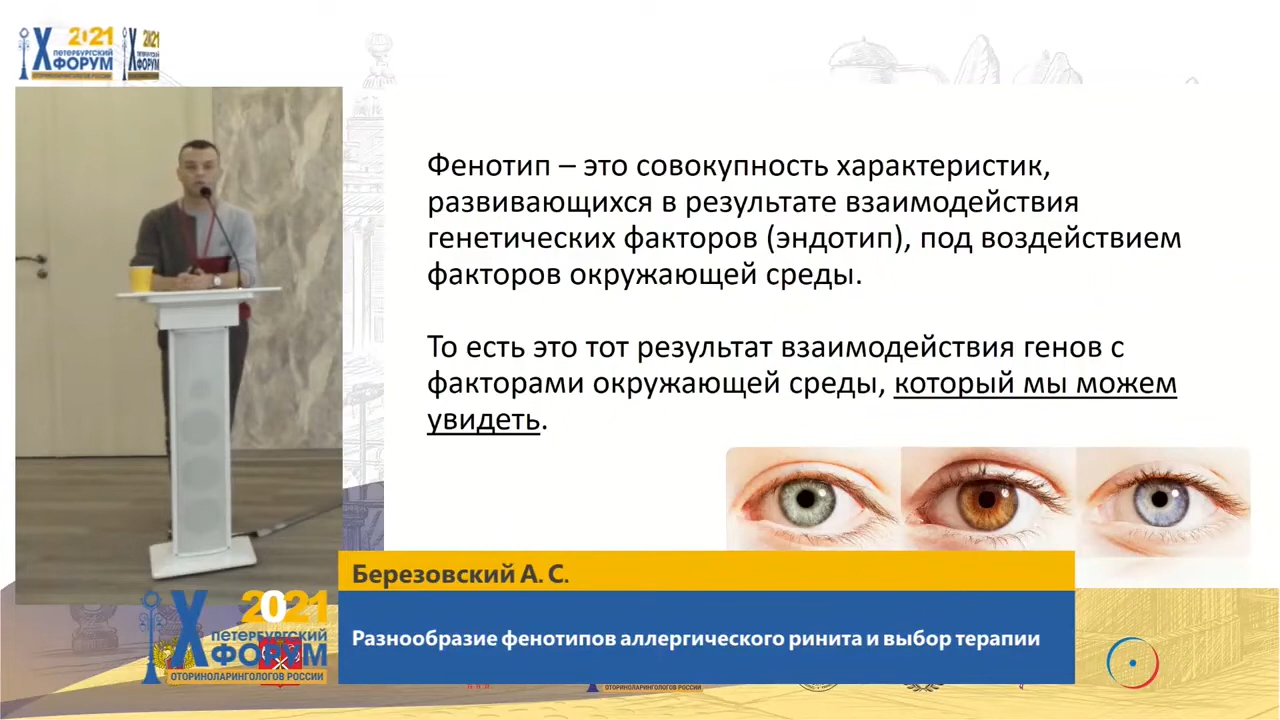 2021
X
ПЕТЕРБУРГСКИЙ
ФОРУМ
ОТОРИНОЛАРИНГОЛОГОВ РОССИИ
2021
X
ФОРУМ
Фенотип – это совокупность характеристик,
развивающихся в результате взаимодействия
генетических факторов (эндотип), под воздействием
факторов окружающей среды.
То есть это тот результат взаимодействия генов с
факторами окружающей среды, который мы можем
увидеть.
Березовский А. С.
Разнообразие фенотипов аллергического ринита и выбор терапии
2021
X
ПЕТЕРБУРГСКИЙ
ФОРУМ
ОТОРИНОЛАРИНГОЛОГОВ РОССИИ
ОТОРИНОЛАРИНГОЛОГОВ РОССИИ